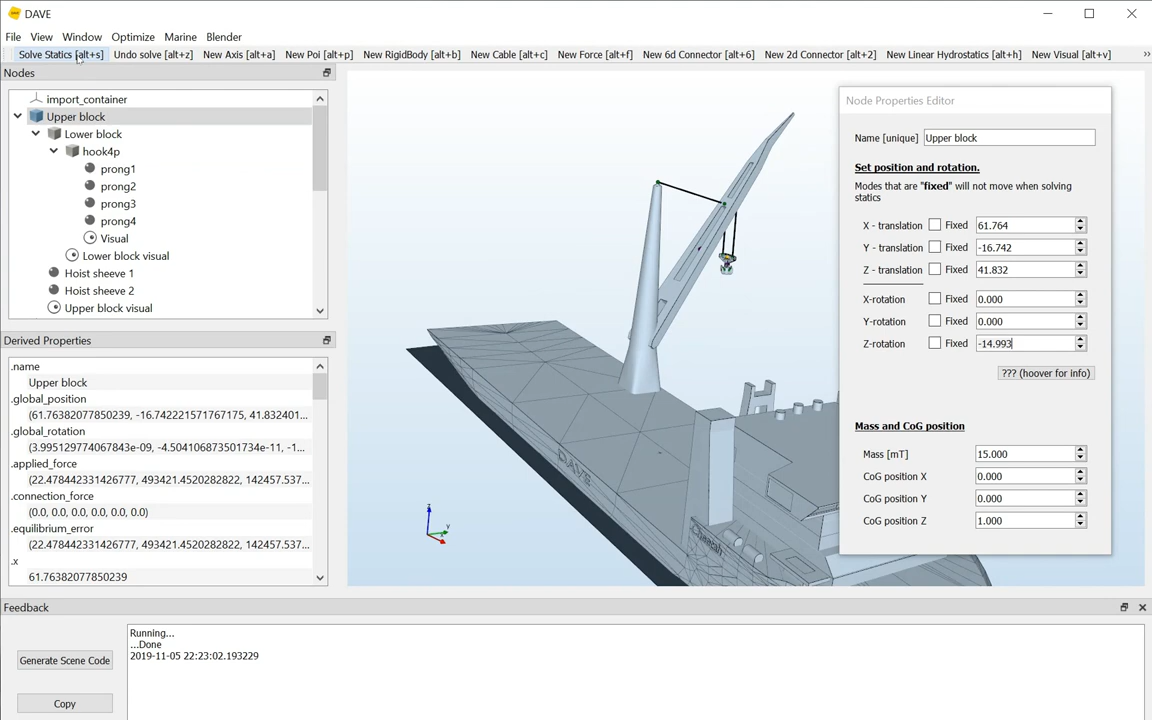 DAVE
File View Window Optimize Marine Blender
Solve Statics [alt+s] Undo solve [alt+z] New Axis [alt+a] New Poi [alt+p] New RigidBody [alt+b] New Cable [alt+c] New Force [alt+f] New 6d Connector [alt+6] New 2d Connector [alt+2] New Linear Hydrostatics [alt+h] New Visual [alt+v] »
Nodes
import_container
Upper block
Lower block
hook4p
prong1
prong2
prong3
prong4
Visual
Lower block visual
Hoist sheeve 1
Hoist sheeve 2
Upper block visual
Derived Properties
.name
Upper block
.global_position
(61.76382077850239, -16.742221571767175, 41.832401...
.global_rotation
(3.995129774067843e-09, -4.504106873501734e-11, -1...
.applied_force
(22.478442331426777, 493421.4520282822, 142457.537...
.connection_force
(0.0, 0.0, 0.0, 0.0, 0.0, 0.0)
.equilibrium_error
(22.478442331426777, 493421.4520282822, 142457.537...
.x
61.76382077850239
DAVE
Cheetah
z
y
x
Node Properties Editor
Name [unique] Upper block
Set position and rotation.
Modes that are "fixed" will not move when solving
statics
X - translation Fixed 61.764
Y - translation Fixed -16.742
Z - translation Fixed 41.832
X-rotation Fixed 0.000
Y-rotation Fixed 0.000
Z-rotation Fixed -14.993
??? (hoover for info)
Mass and CoG position
Mass [mT] 15.000
CoG position X 0.000
CoG position Y 0.000
CoG position Z 1.000
Feedback
Generate Scene Code
Copy
Running...
...Done
2019-11-05 22:23:02.193229